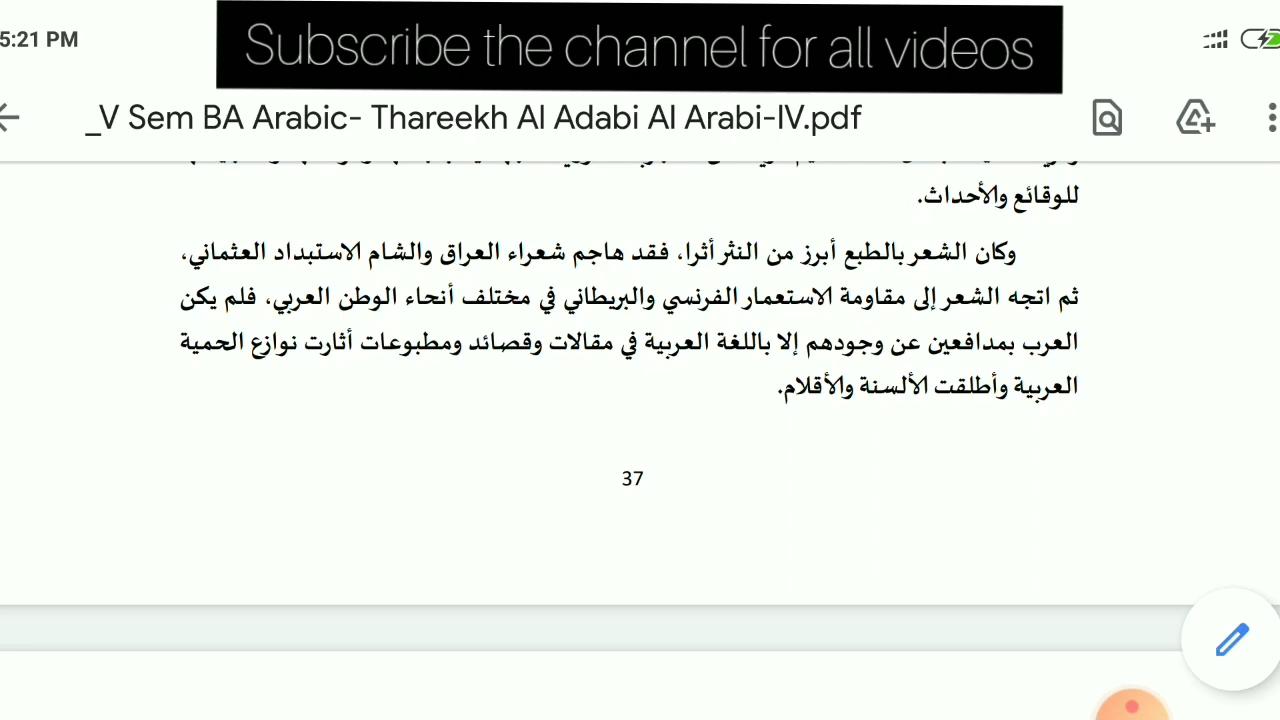 Subscribe the channel for all videos
5:21 PM
_V Sem BA Arabic- Thareekh Al Adabi Al Arabi-IV.pdf
للوقائع والأحداث.
وكان الشعر بالطبع أبرز من النثر أثرا، فقد هاجم شعراء العراق والشام الاستبداد العثماني،
ثم اتجه الشعر إلى مقاومة الاستعمار الفرنسي والبريطاني في مختلف أنحاء الوطن العربي، فلم يكن
العرب بمدافعين عن وجودهم إلا باللغة العربية في مقالات وقصائد ومطبوعات أثارت نوازع الحمية
العربية وأطلقت الألسنة والأقلام.
37